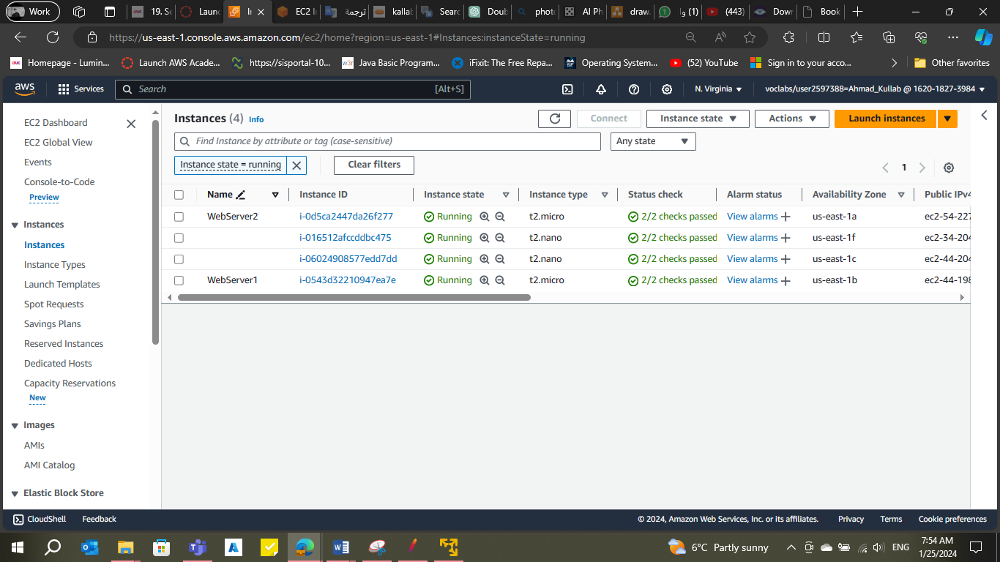 Work
19. Se
Launc
I
EC2 In
ترجمة
kallab
Searc
Doub
photo
AI Ph
draw.
(1) وا
(443)
Dow
Book
https://us-east-1.console.aws.amazon.com/ec2/home?region=us-east-1#Instances:instanceState=running
Homepage - Lumin...
Launch AWS Acade...
https://sisportal-10...
Java Basic Program...
iFixit: The Free Repa...
Operating System...
(52) YouTube
Sign in to your acco...
Other favorites
aws
Services
Search
[Alt+S]
N. Virginia
voclabs/user2597388=Ahmad_Kullab @ 1620-1827-3984
EC2 Dashboard
EC2 Global View
Events
Console-to-Code
Preview
Instances
Instances
Instance Types
Launch Templates
Spot Requests
Savings Plans
Reserved Instances
Dedicated Hosts
Capacity Reservations
New
Images
AMIs
AMI Catalog
Elastic Block Store
Instances (4) Info
Connect
Instance state
Actions
Launch instances
Find Instance by attribute or tag (case-sensitive)
Any state
Instance state = running
Clear filters
1
Name Instance ID Instance state Instance type Status check Alarm status Availability Zone Public IPv4
WebServer2 i-0d5ca2447da26f277 Running t2.micro 2/2 checks passed View alarms us-east-1a ec2-54-227
i-016512afccddbc475 Running t2.nano 2/2 checks passed View alarms us-east-1f ec2-34-204
i-06024908577edd7dd Running t2.nano 2/2 checks passed View alarms us-east-1c ec2-44-204
WebServer1 i-0543d32210947ea7e Running t2.micro 2/2 checks passed View alarms us-east-1b ec2-44-198
CloudShell
Feedback
© 2024, Amazon Web Services, Inc. or its affiliates.
Privacy
Terms
Cookie preferences
6°C Partly sunny
ENG
7:54 AM
1/25/2024